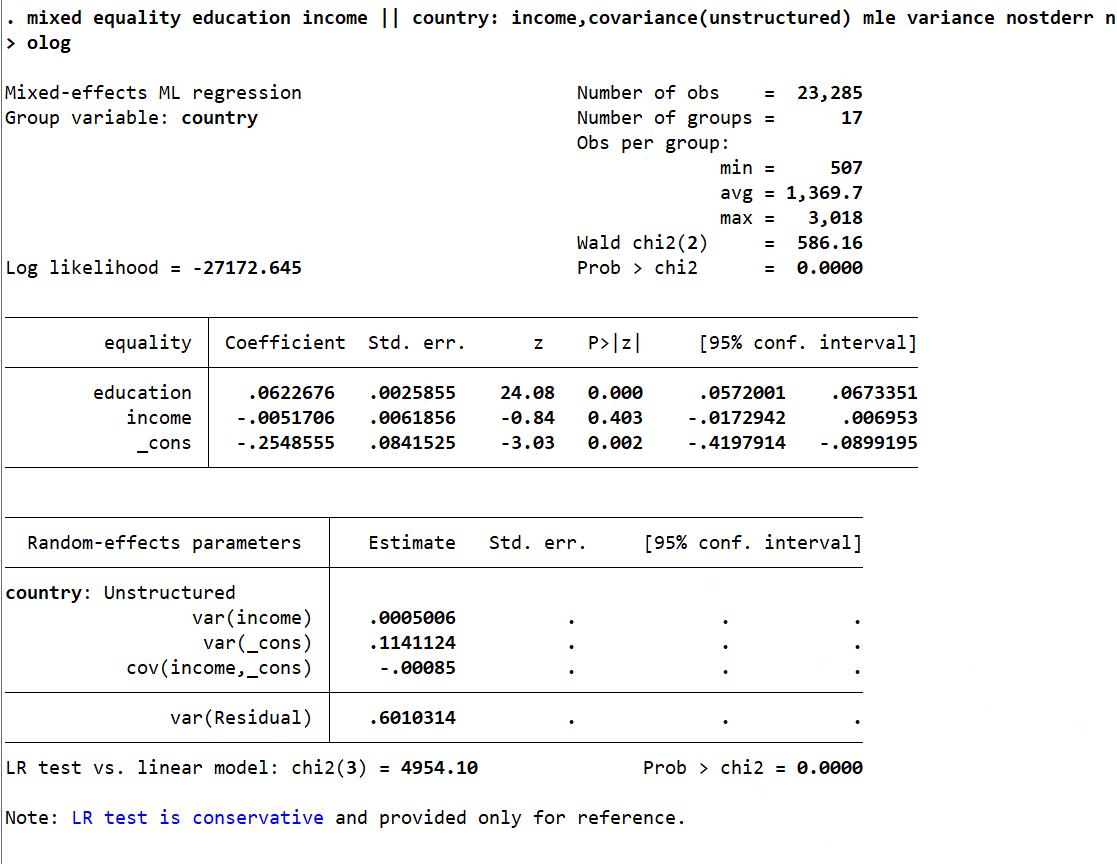 . mixed equality education income || country: income,covariance(unstructured) mle variance nostderr n
> olog
Mixed-effects ML regression Number of obs = 23,285
Group variable: country Number of groups = 17
Obs per group:
min = 507
avg = 1,369.7
max = 3,018
Wald chi2(2) = 586.16
Log likelihood = -27172.645 Prob > chi2 = 0.0000
equality Coefficient Std. err. z P>|z| [95% conf. interval]
education .0622676 .0025855 24.08 0.000 .0572001 .0673351
income -.0051706 .0061856 -0.84 0.403 -.0172942 .006953
_cons -.2548555 .0841525 -3.03 0.002 -.4197914 -.0899195
Random-effects parameters Estimate Std. err. [95% conf. interval]
country: Unstructured
var(income) .0005006 . . .
var(_cons) .1141124 . . .
cov(income,_cons) -.00085 . . .
var(Residual) .6010314 . . .
LR test vs. linear model: chi2(3) = 4954.10 Prob > chi2 = 0.0000
Note: LR test is conservative and provided only for reference.